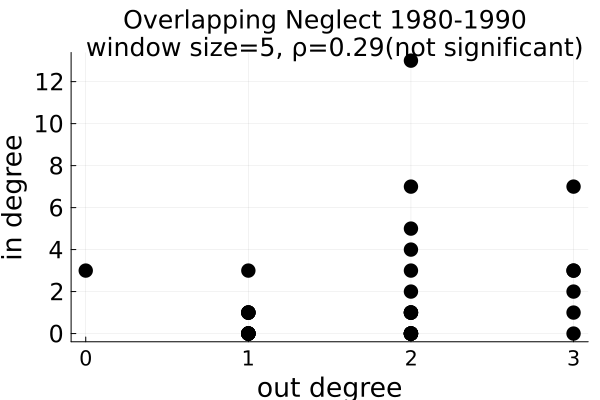 Overlapping Neglect 1980-1990
window size=5, ρ=0.29(not significant)
in degree
12
10
8
6
4
2
0
0 1 2 3
out degree